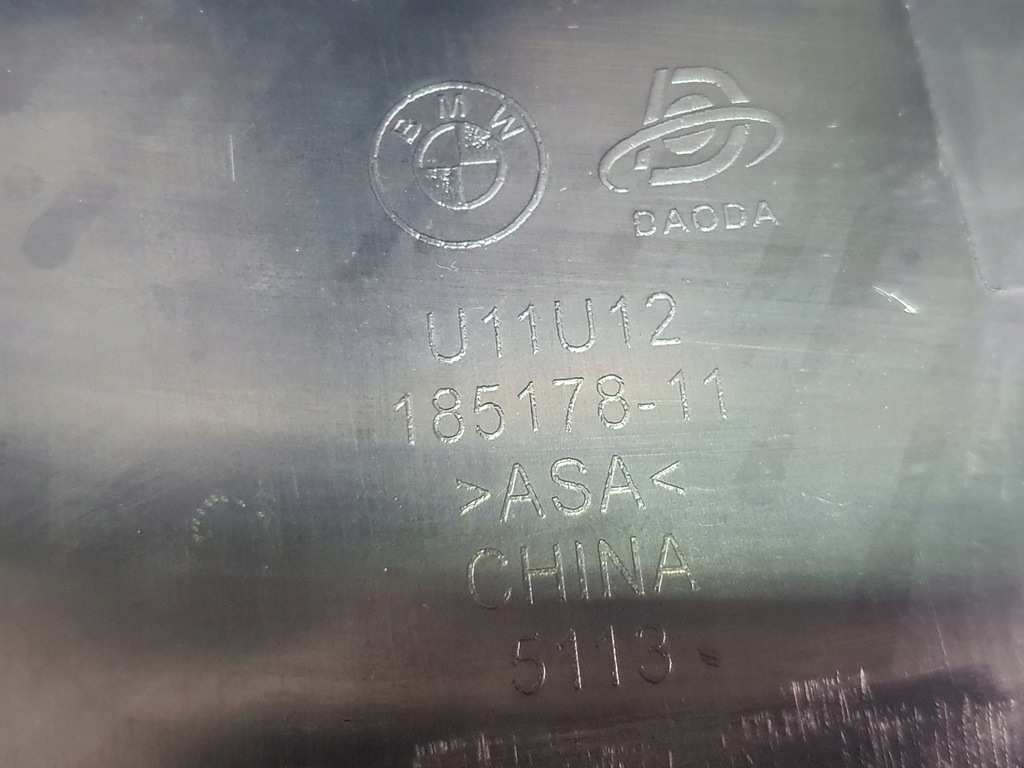 BMW
DAODA
U11U12
185178-11
>ASA<
CHINA
5113